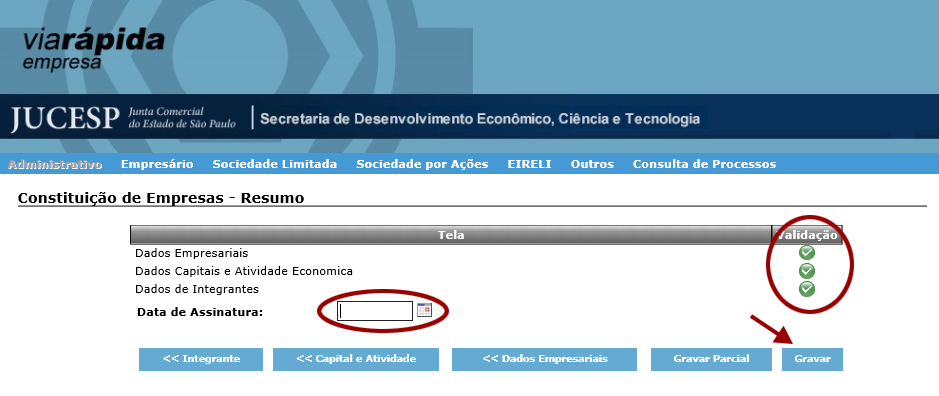 viarápida
empresa
JUCESP Junta Comercial do Estado de São Paulo Secretaria de Desenvolvimento Econômico, Ciência e Tecnologia
Administrativo Empresário Sociedade Limitada Sociedade por Ações EIRELI Outros Consulta de Processos
Constituição de Empresas - Resumo
Tela Validação
Dados Empresariais
Dados Capitais e Atividade Economica
Dados de Integrantes
Data de Assinatura:
<< Integrante << Capital e Atividade << Dados Empresariais Gravar Parcial Gravar